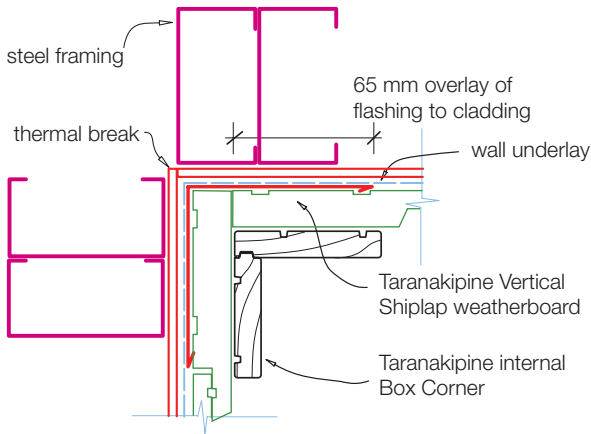 steel framing
65 mm overlay of
flashing to cladding
thermal break
wall underlay
Taranakipine Vertical
Shiplap weatherboard
Taranakipine internal
Box Corner